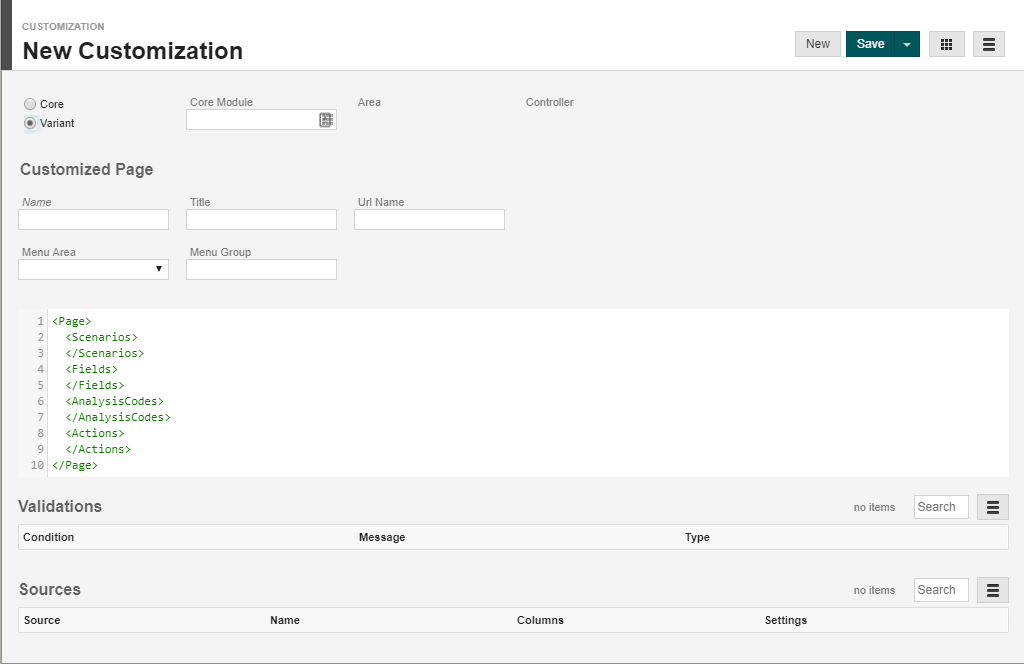 CUSTOMIZATION
New Customization
New Save
Core
Variant
Core Module Area Controller
Customized Page
Name Title Url Name
Menu Area Menu Group
1 <Page>
2 <Scenarios>
3 </Scenarios>
4 <Fields>
5 </Fields>
6 <AnalysisCodes>
7 </AnalysisCodes>
8 <Actions>
9 </Actions>
10 </Page>
Validations no items Search
Condition Message Type
Sources no items Search
Source Name Columns Settings